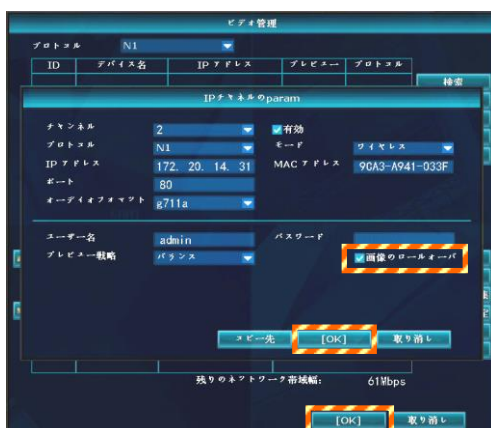 ビデオ管理
プロトコル N1
ID デバイス名 IPアドレス プレビュー プロトコル
検索
IPチャネルのparam
チャンネル 2 有効
プロトコル N1 モード ワイヤレス
IPアドレス 172. 20. 14. 31 MACアドレス 9CA3-A941-033F
ポート 80
オーディオフォマット g711a
ユーザー名 admin パスワード
プレビュー戦略 バランス 画像のロールオーバ
コピー先 [OK] 取り消し
残りのネットワーク帯域幅: 61Mbps
[OK] 取り消し